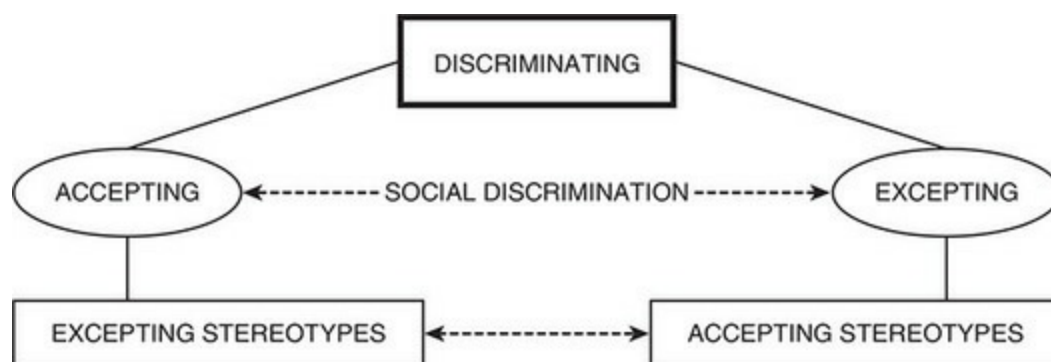 DISCRIMINATING
ACCEPTING
SOCIAL DISCRIMINATION
EXCEPTING
EXCEPTING STEREOTYPES
ACCEPTING STEREOTYPES